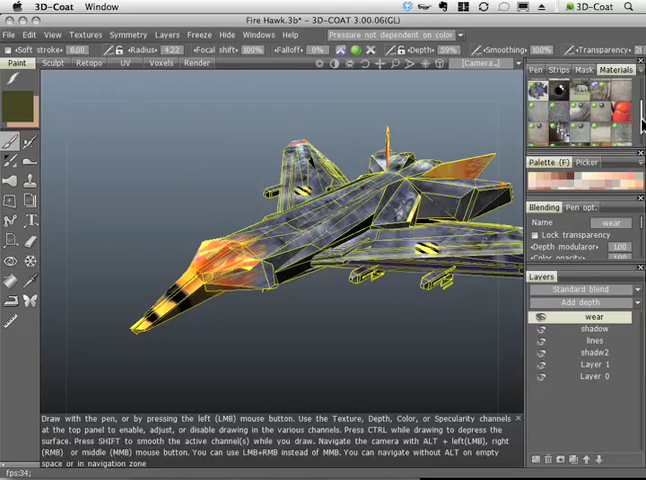 3D-Coat Window 3D-Coat
Fire Hawk.3b* - 3D-COAT 3.00.06(GL)
File Edit View Textures Symmetry Layers Freeze Hide Windows Help Pressure not dependent on color
Soft stroke 8.00 Radius 4.22 Focal shift 100% Falloff 0% Depth 59% Smoothing 100% Transparency
Paint Sculpt Retopo UV Voxels Render [Camera...]
Pen Strips Mask Materials
Palette (F) Picker
Blending Pen opt.
Name wear
Lock transparency
Depth modulator 100
Color opacity
Layers
Standard blend
Add depth
wear
shadow
lines
shadw2
Layer 1
Layer 0
Draw with the pen, or by pressing the left (LMB) mouse button. Use the Texture, Depth, Color, or Specularity channels
at the top panel to enable, adjust, or disable drawing in the various channels. Press CTRL while drawing to depress the
surface. Press SHIFT to smooth the active channel(s) while you draw. Navigate the camera with ALT + left(LMB), right
(RMB) or middle (MMB) mouse button. You can use LMB+RMB instead of MMB. You can navigate without ALT on empty
space or in navigation zone
fps:34;